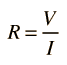 R = V/I